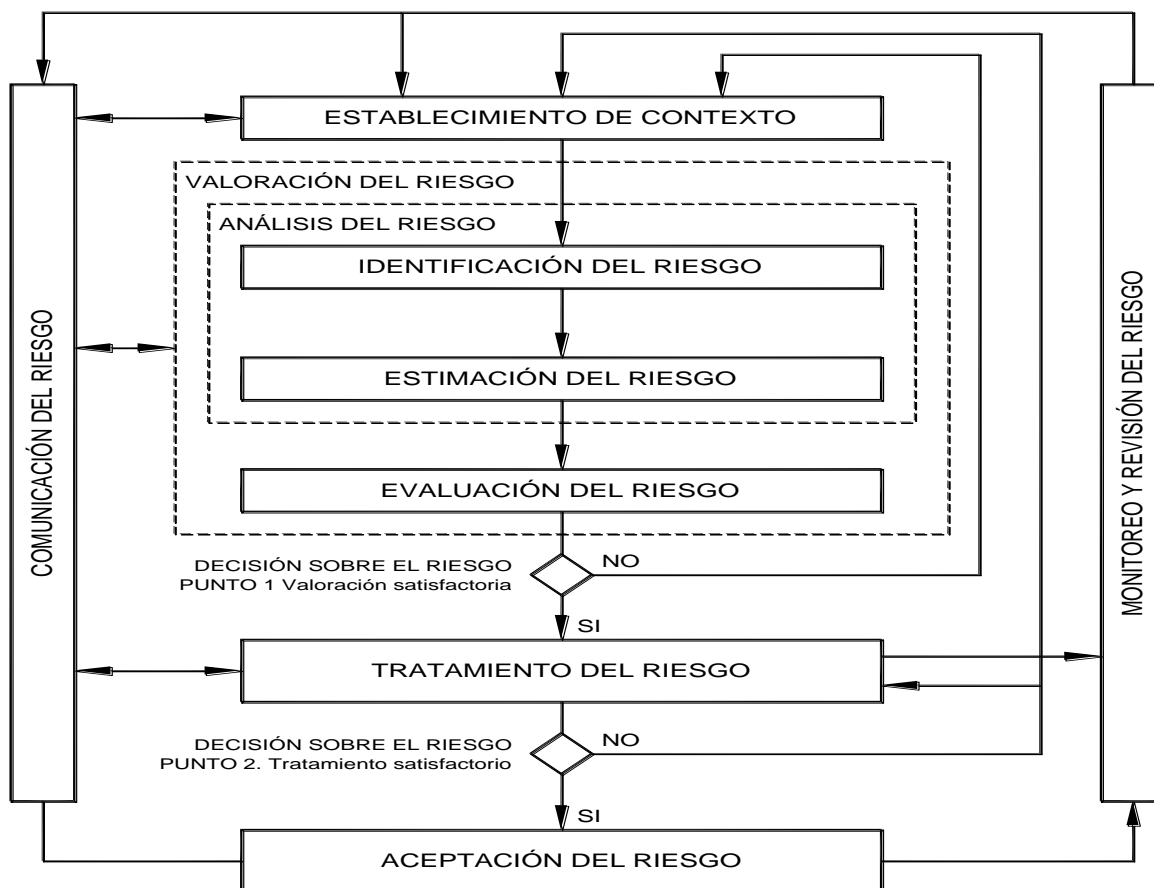 ESTABLECIMIENTO DE CONTEXTO
VALORACIÓN DEL RIESGO
ANÁLISIS DEL RIESGO
IDENTIFICACIÓN DEL RIESGO
ESTIMACIÓN DEL RIESGO
EVALUACIÓN DEL RIESGO
DECISIÓN SOBRE EL RIESGO
PUNTO 1 Valoración satisfactoria
NO
SI
TRATAMIENTO DEL RIESGO
DECISIÓN SOBRE EL RIESGO
PUNTO 2. Tratamiento satisfactorio
NO
SI
ACEPTACIÓN DEL RIESGO
COMUNICACIÓN DEL RIESGO
MONITOREO Y REVISIÓN DEL RIESGO